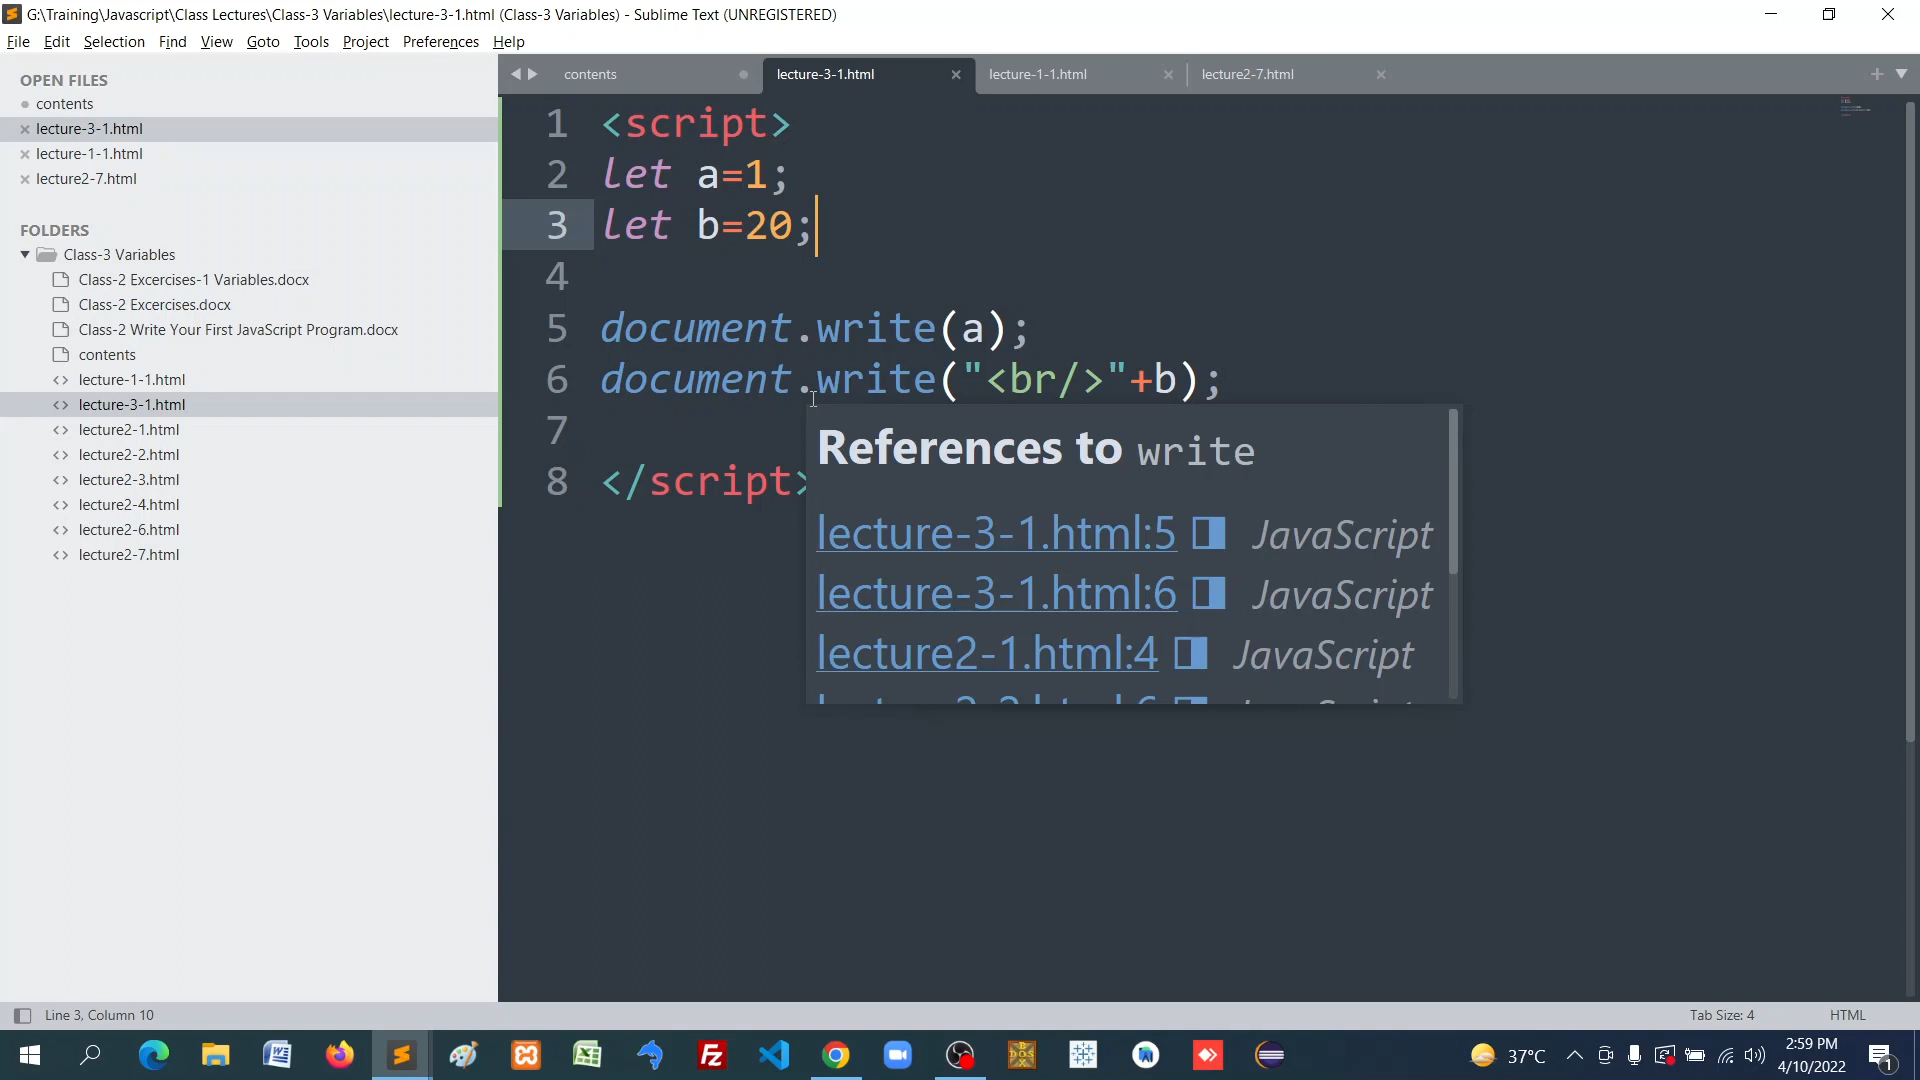 G:\Training\Javascript\Class Lectures\Class-3 Variables\lecture-3-1.html (Class-3 Variables) - Sublime Text (UNREGISTERED)
File Edit Selection Find View Goto Tools Project Preferences Help
OPEN FILES
contents
lecture-3-1.html
lecture-1-1.html
lecture2-7.html
FOLDERS
Class-3 Variables
Class-2 Excercises-1 Variables.docx
Class-2 Excercises.docx
Class-2 Write Your First JavaScript Program.docx
contents
lecture-1-1.html
lecture-3-1.html
lecture2-1.html
lecture2-2.html
lecture2-3.html
lecture2-4.html
lecture2-6.html
lecture2-7.html
contents lecture-3-1.html lecture-1-1.html lecture2-7.html
1 <script>
2 let a=1;
3 let b=20;
4
5 document.write(a);
6 document.write("<br/>"+b);
7
8 </script>
References to write
lecture-3-1.html:5 JavaScript
lecture-3-1.html:6 JavaScript
lecture2-1.html:4 JavaScript
Line 3, Column 10
Tab Size: 4 HTML
37°C
2:59 PM
4/10/2022
1